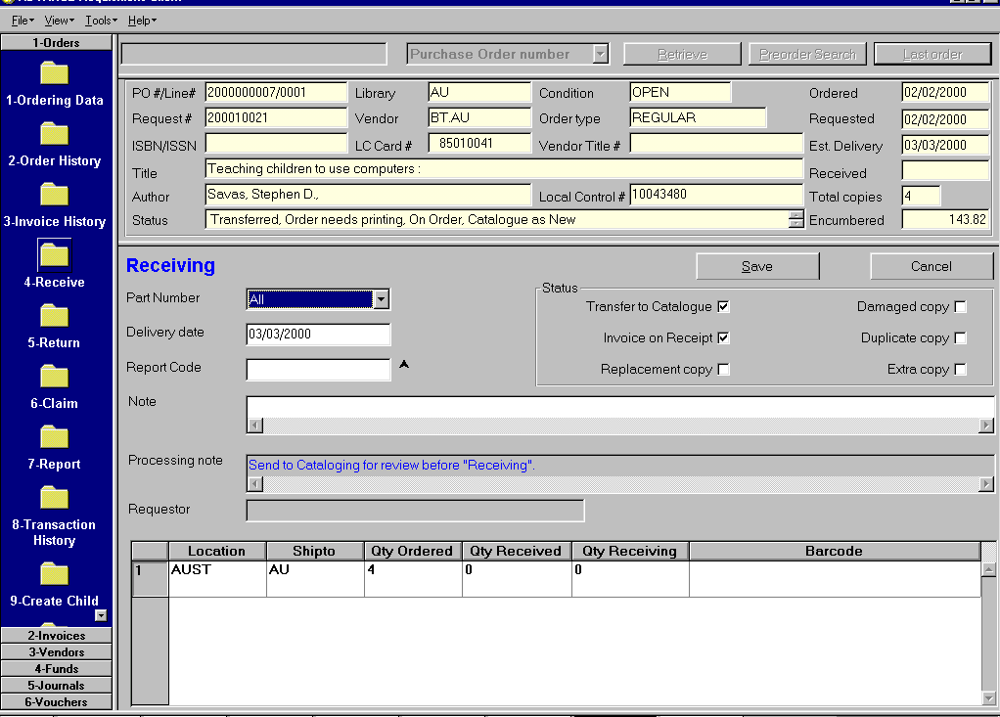 File View Tools Help
1-Orders
Purchase Order number Retrieve Preorder Search Last order
1-Ordering Data
2-Order History
3-Invoice History
4-Receive
5-Return
6-Claim
7-Report
8-Transaction
History
9-Create Child
2-Invoices
3-Vendors
4-Funds
5-Journals
6-Vouchers
PO #/Line# 2000000007/0001 Library AU Condition OPEN Ordered 02/02/2000
Request # 200010021 Vendor BT.AU Order type REGULAR Requested 02/02/2000
ISBN/ISSN LC Card # 85010041 Vendor Title # Est. Delivery 03/03/2000
Title Teaching children to use computers : Received
Author Savas, Stephen D., Local Control # 10043480 Total copies 4
Status Transferred, Order needs printing, On Order, Catalogue as New Encumbered 143.82
Receiving Save Cancel
Part Number All
Status
Transfer to Catalogue Damaged copy
Delivery date 03/03/2000
Invoice on Receipt Duplicate copy
Report Code
Replacement copy Extra copy
Note
Processing note Send to Cataloging for review before "Receiving".
Requestor
Location Shipto Qty Ordered Qty Received Qty Receiving Barcode
1 AUST AU 4 0 0